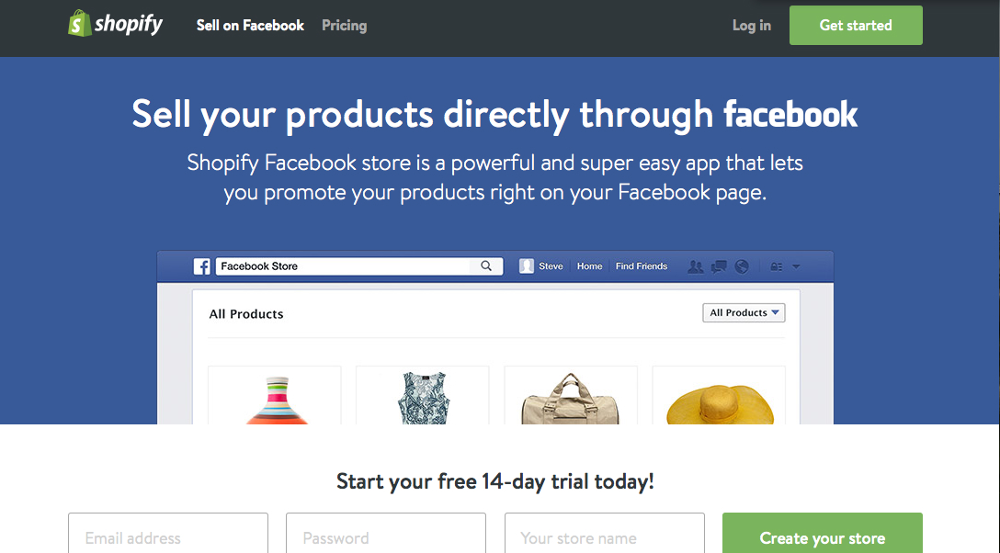 shopify
Sell on Facebook
Pricing
Log in
Get started
Sell your products directly through facebook
Shopify Facebook store is a powerful and super easy app that lets
you promote your products right on your Facebook page.
Facebook Store
Steve
Home
Find Friends
All Products
All Products
Start your free 14-day trial today!
Email address
Password
Your store name
Create your store